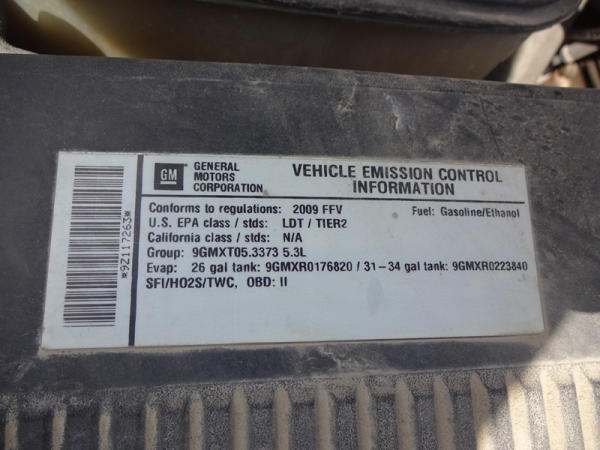 *9Z117263*
GM
GENERAL
MOTORS
CORPORATION
VEHICLE EMISSION CONTROL
INFORMATION
Conforms to regulations: 2009 FFV Fuel: Gasoline/Ethanol
U.S. EPA class / stds: LDT / TIER2
California class / stds: N/A
Group: 9GMXT05.3373 5.3L
Evap: 26 gal tank: 9GMXR0176820 / 31-34 gal tank: 9GMXR0223840
SFI/HO2S/TWC, OBD: II